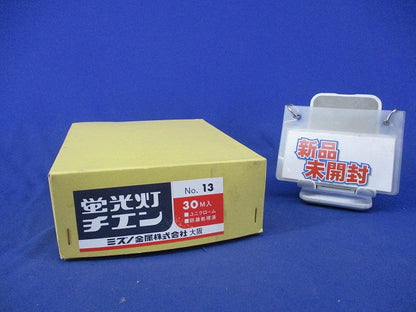 蛍光灯
チエン
No. 13
30M入
■ユニクローム
■防錆処理済
ミズノ金属株式会社 大阪
新品
未開封